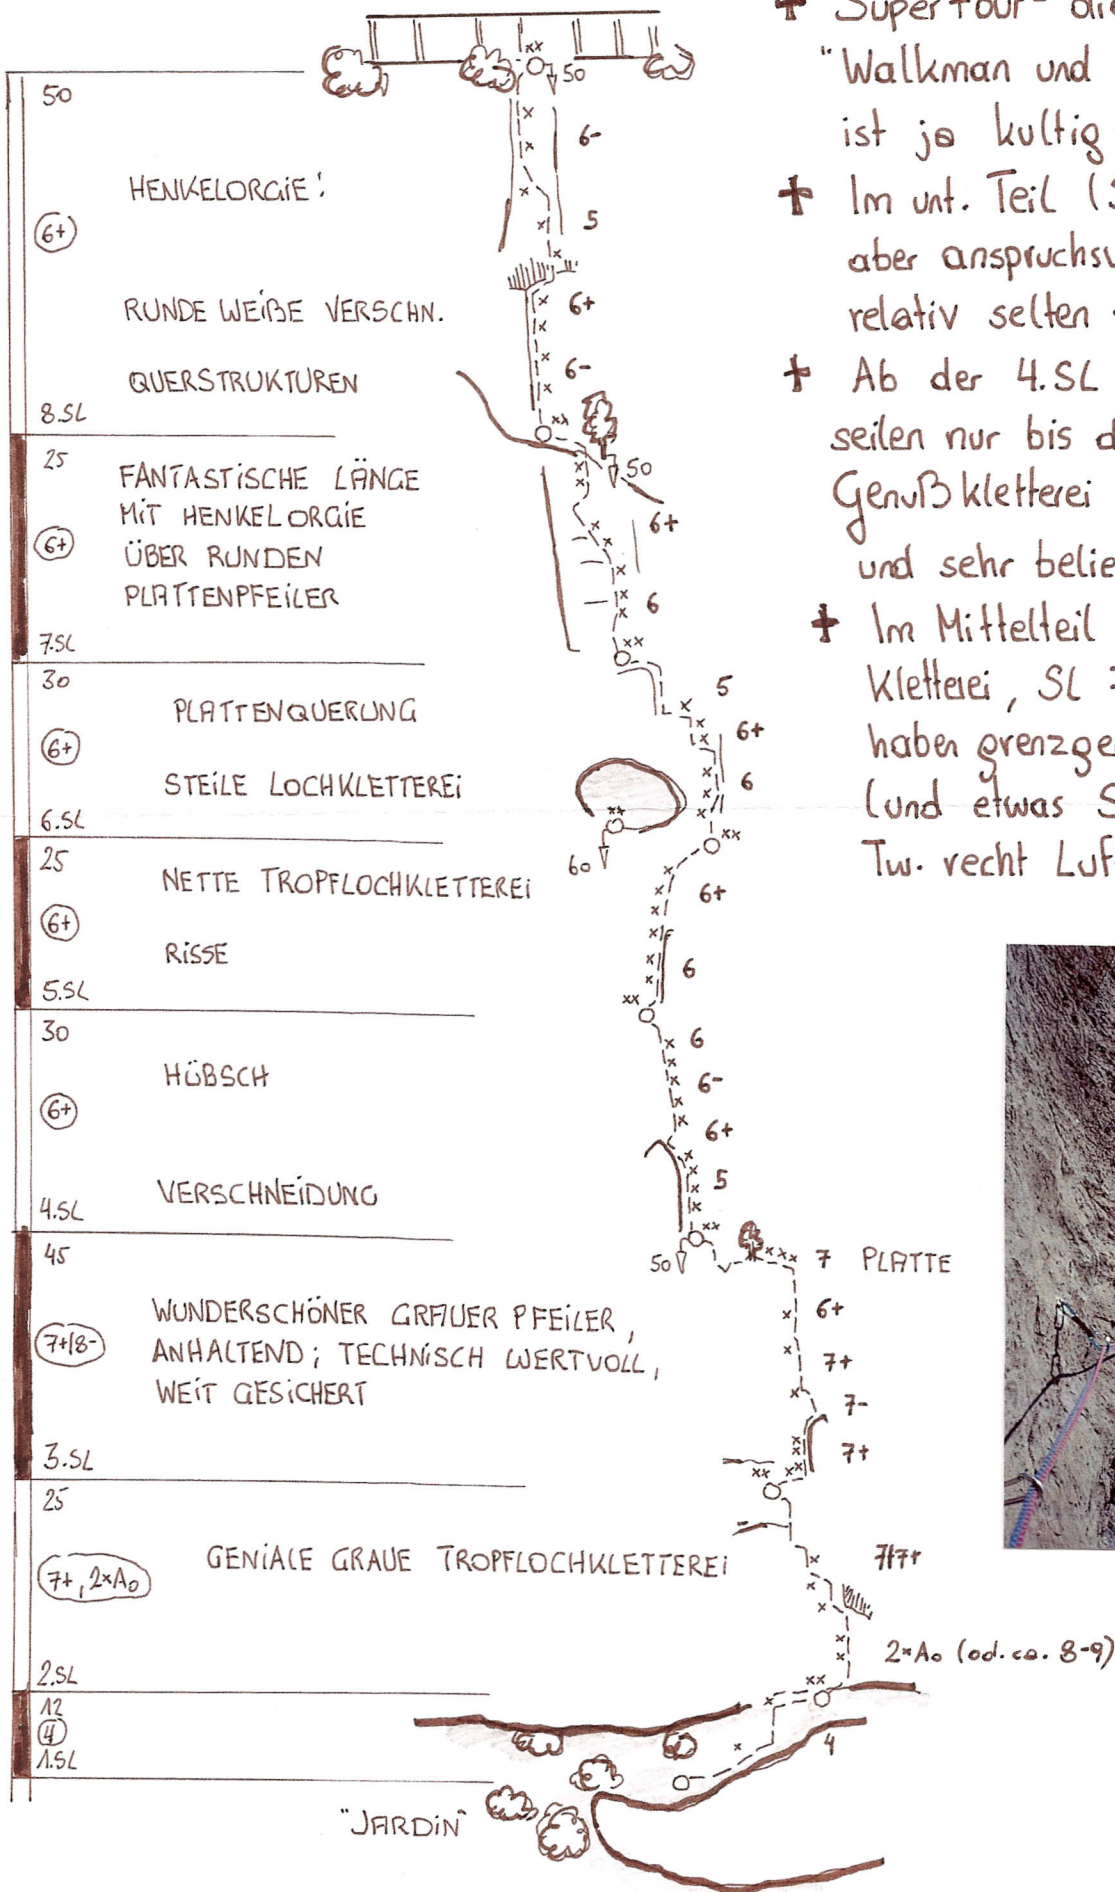 50
HENKELORGIE!
6+
RUNDE WEIßE VERSCHN.
QUERSTRUKTUREN
8.SL
25
FANTASTISCHE LÄNGE
MIT HENKELORGIE
6+
ÜBER RUNDEN
PLATTENPFEILER
7.SL
30
PLATTENQUERUNG
6+
STEILE LOCHKLETTEREI
6.SL
25
NETTE TROPFLOCHKLETTEREI
6+
RISSE
5.SL
30
HÜBSCH
6+
VERSCHNEIDUNG
4.SL
45
WUNDERSCHÖNER GRAUER PFEILER,
7+/8-
ANHALTEND; TECHNISCH WERTVOLL,
WEIT GESICHERT
3.SL
25
GENIALE GRAUE TROPFLOCHKLETTEREI
7+, 2×A0
2.SL
12
4
1.SL
"JARDIN"
50
6-
5
6+
6-
50
6+
6
5
6+
6
60
6+
6
6
6-
6+
5
50
7 PLATTE
6+
7+
7-
7+
7/7+
2×A0 (od. ca. 8-9)
4
+ Supertour- die
"Walkman und
ist ja kultig
+ Im unt. Teil (S
aber anspruchsv
relativ selten
+ Ab der 4.SL
seilen nur bis d
Genußkletterei
und sehr belie
+ Im Mittelteil
Kletterei, SL
haben grenzge
(und etwas S
Tw. recht Luf